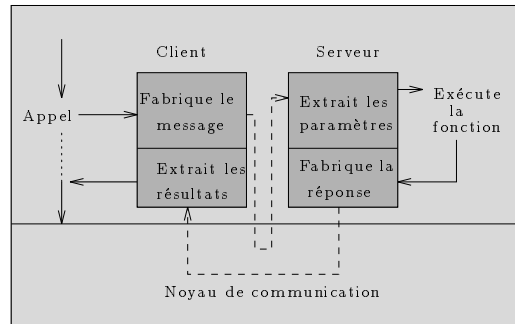 Client
Serveur
Appel
Fabrique le
message
Extrait les
résultats
Extrait les
paramètres
Fabrique la
réponse
Exécute
la
fonction
Noyau de communication